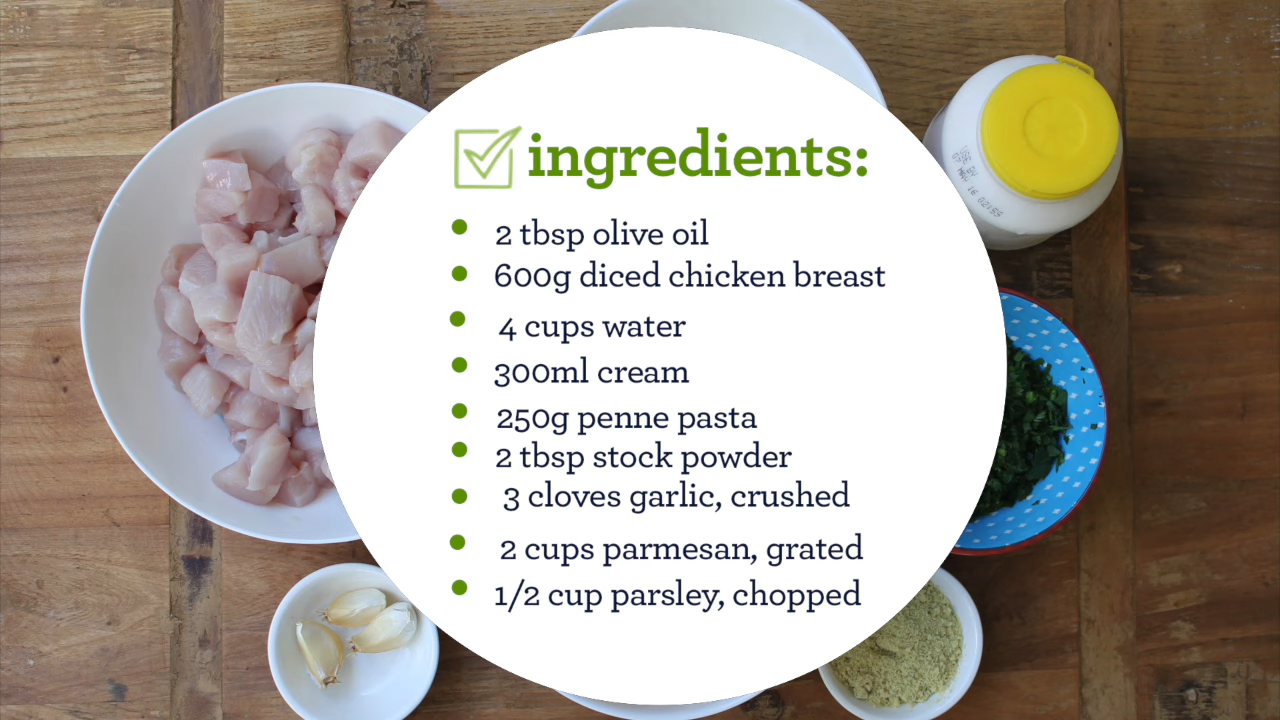 ingredients:
2 tbsp olive oil
600g diced chicken breast
4 cups water
300ml cream
250g penne pasta
2 tbsp stock powder
3 cloves garlic, crushed
2 cups parmesan, grated
1/2 cup parsley, chopped